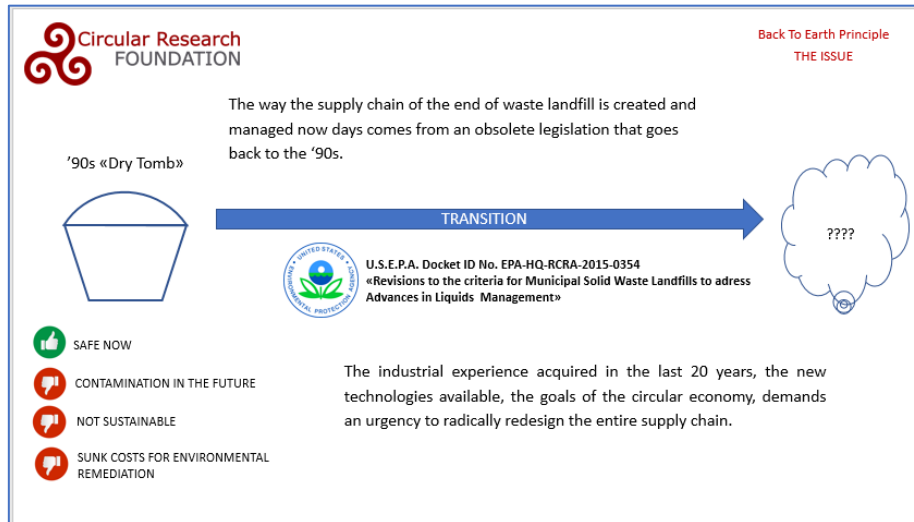 Circular Research
FOUNDATION
Back To Earth Principle
THE ISSUE
The way the supply chain of the end of waste landfill is created and
managed now days comes from an obsolete legislation that goes
back to the ‘90s.
’90s «Dry Tomb»
TRANSITION
????
UNITED STATES
ENVIRONMENTAL PROTECTION AGENCY
U.S.E.P.A. Docket ID No. EPA-HQ-RCRA-2015-0354
«Revisions to the criteria for Municipal Solid Waste Landfills to adress
Advances in Liquids Management»
SAFE NOW
CONTAMINATION IN THE FUTURE
NOT SUSTAINABLE
SUNK COSTS FOR ENVIRONMENTAL
REMEDIATION
The industrial experience acquired in the last 20 years, the new
technologies available, the goals of the circular economy, demands
an urgency to radically redesign the entire supply chain.